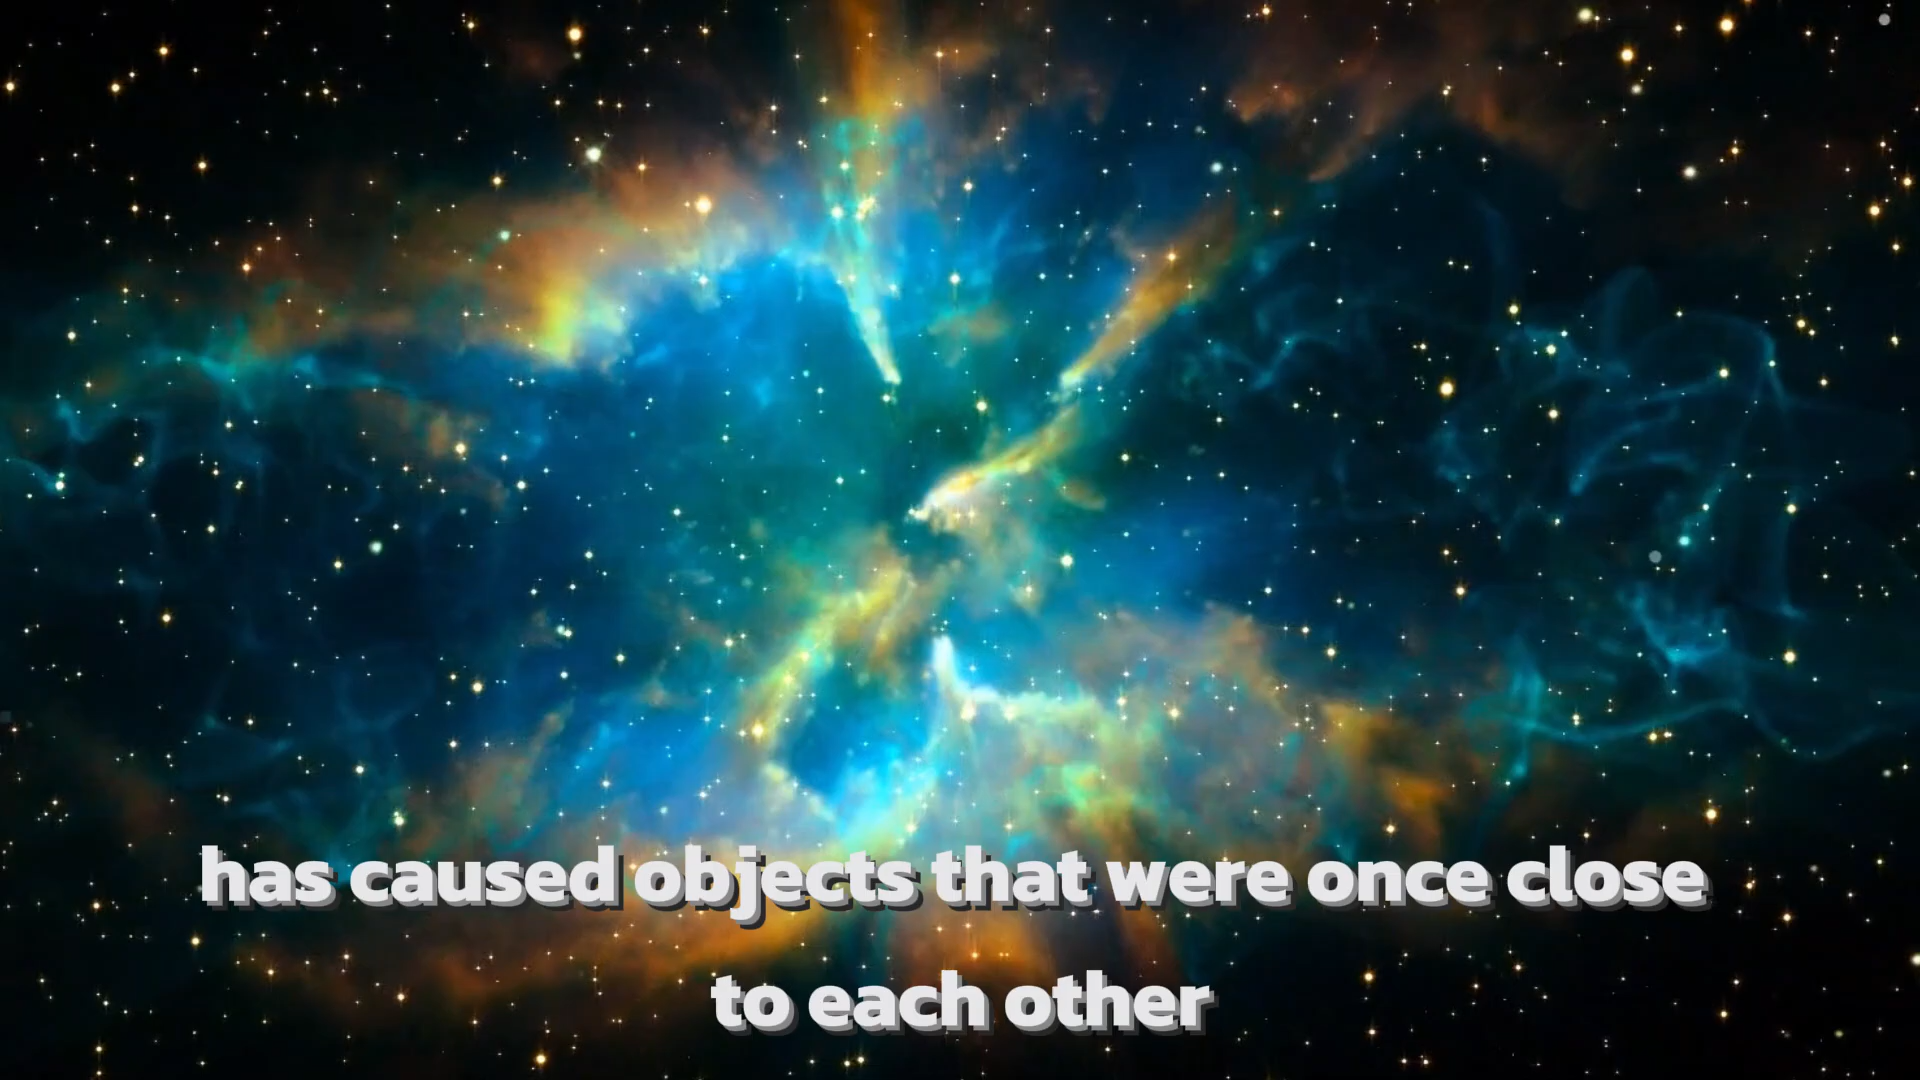 has caused objects that were once close
to each other